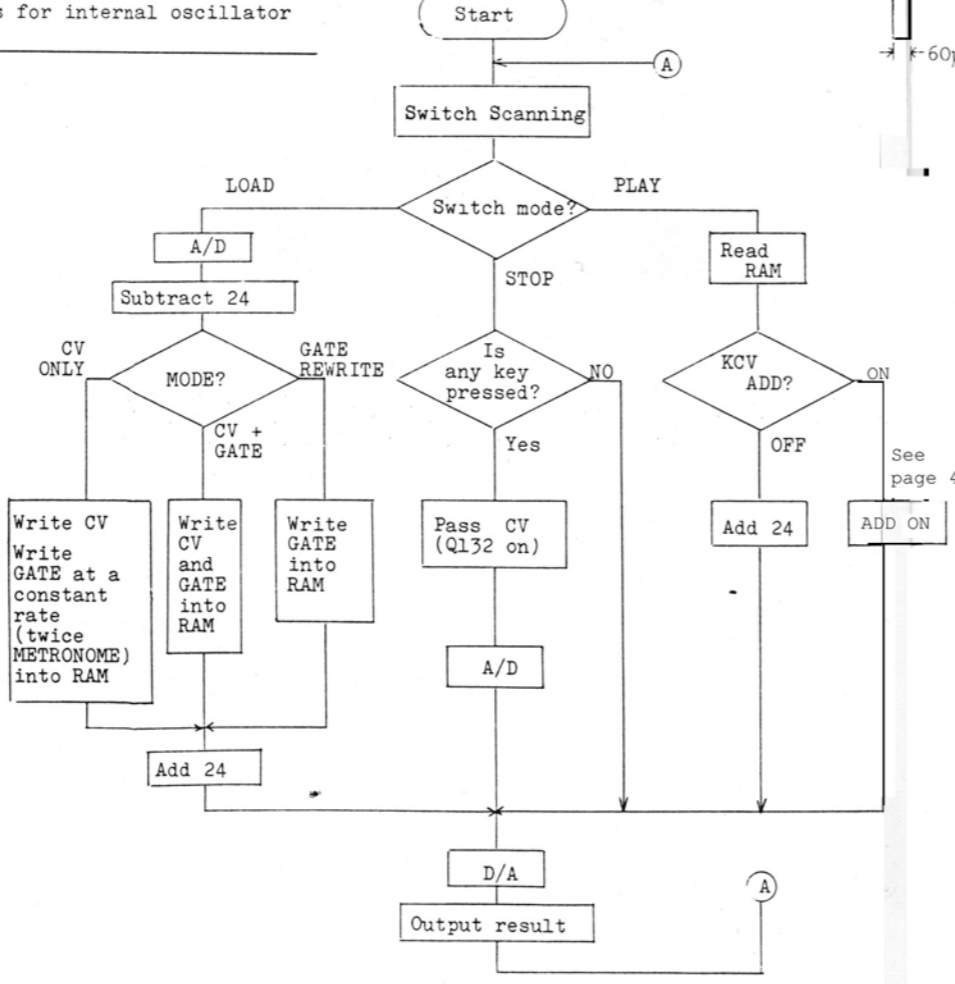 for internal oscillator
Start
A
60
Switch Scanning
LOAD
PLAY
Switch mode?
A/D
Read
RAM
Subtract 24
STOP
CV
ONLY
MODE?
GATE
REWRITE
Is
any key
pressed?
NO
KCV
ADD?
ON
CV +
GATE
Yes
OFF
See
page 4
Write CV
Write
GATE at a
constant
rate
(twice
METRONOME)
into RAM
Write
CV
and
GATE
into
RAM
Write
GATE
into
RAM
Pass CV
(Q132 on)
Add 24
ADD ON
A/D
Add 24
D/A
A
Output result